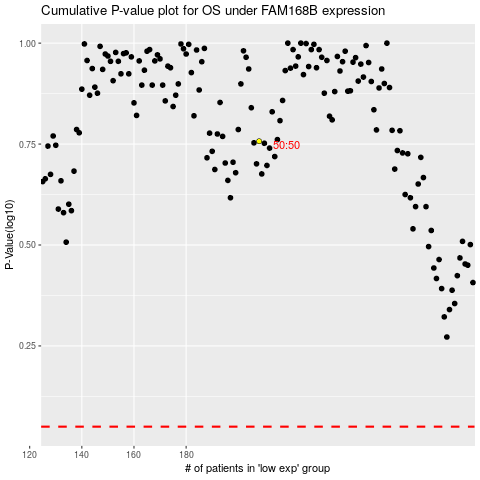 Cumulative P-value plot for OS under FAM168B expression
1.00
0.75
0.50
0.25
P-Value(log10)
50:50
120 124 140 160 180
# of patients in 'low exp' group